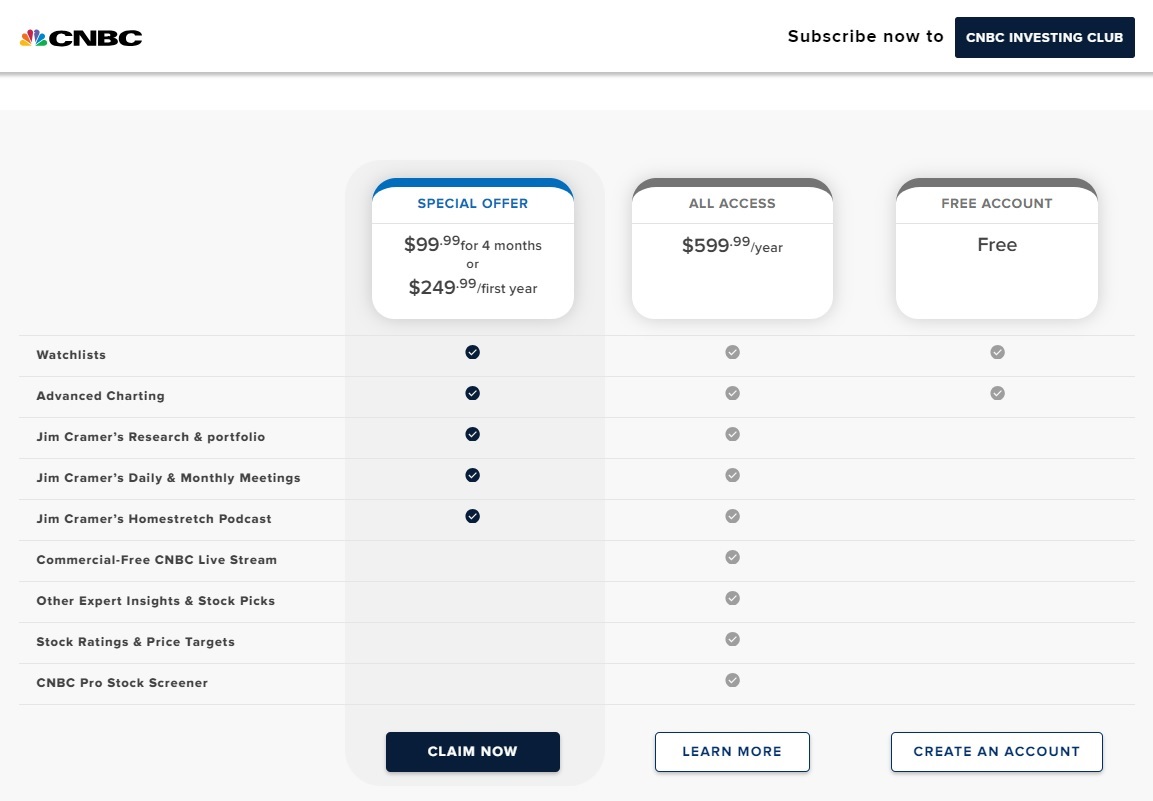 CNBC
Subscribe now to
CNBC INVESTING CLUB
SPECIAL OFFER
$99.99for 4 months
or
$249.99/first year
ALL ACCESS
$599.99/year
FREE ACCOUNT
Free
Watchlists
Advanced Charting
Jim Cramer’s Research & portfolio
Jim Cramer’s Daily & Monthly Meetings
Jim Cramer’s Homestretch Podcast
Commercial-Free CNBC Live Stream
Other Expert Insights & Stock Picks
Stock Ratings & Price Targets
CNBC Pro Stock Screener
CLAIM NOW
LEARN MORE
CREATE AN ACCOUNT